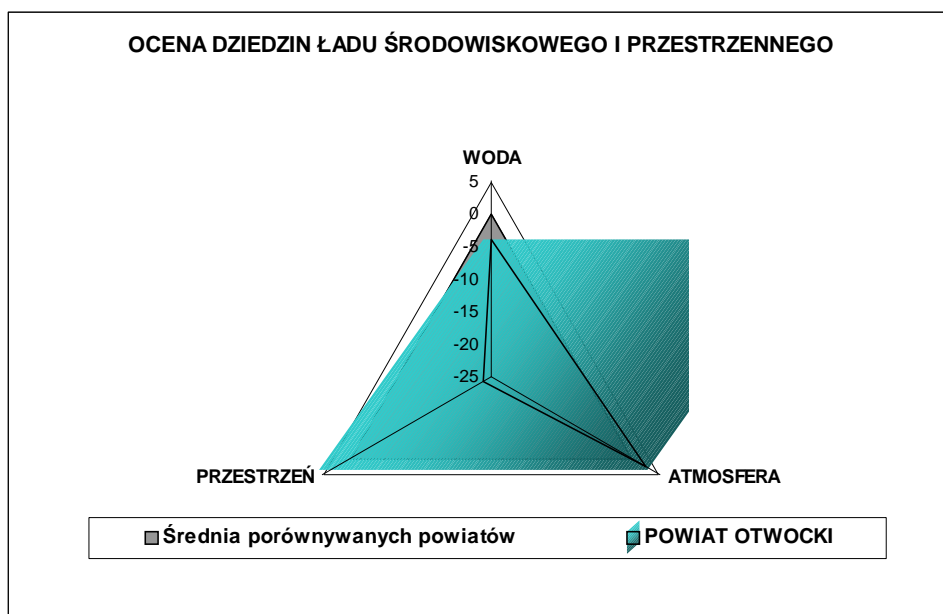 OCENA DZIEDZIN ŁADU ŚRODOWISKOWEGO I PRZESTRZENNEGO
WODA
5
0
-5
-10
-15
-20
-25
PRZESTRZEŃ
ATMOSFERA
Średnia porównywanych powiatów
POWIAT OTWOCKI